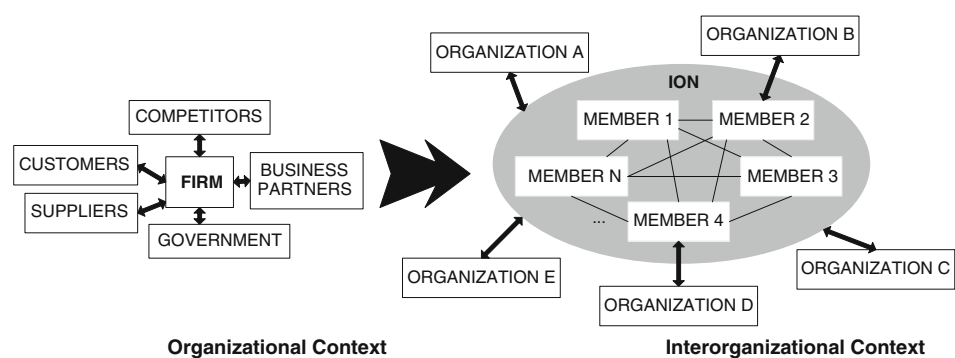 COMPETITORS
CUSTOMERS
FIRM
BUSINESS
PARTNERS
SUPPLIERS
GOVERNMENT
Organizational Context
ORGANIZATION A
ORGANIZATION B
ION
MEMBER 1
MEMBER 2
MEMBER N
MEMBER 3
...
MEMBER 4
ORGANIZATION E
ORGANIZATION D
ORGANIZATION C
Interorganizational Context